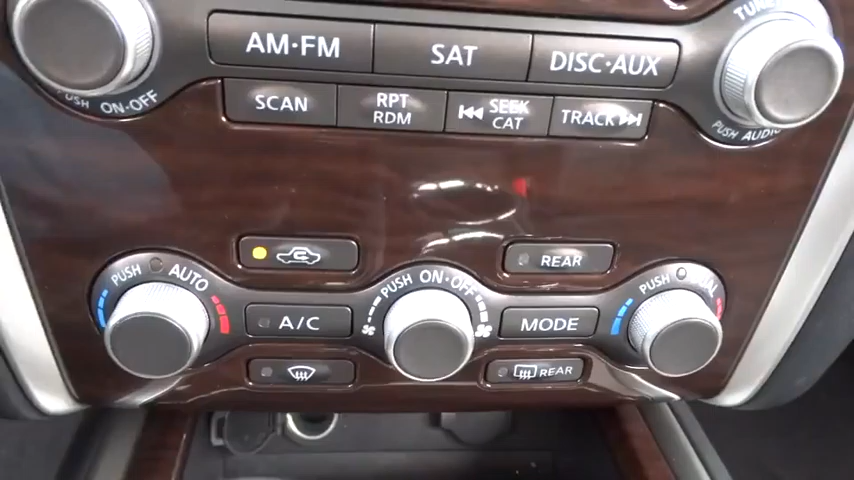 AM·FM SAT DISC·AUX
SCAN RPT RDM SEEK CAT TRACK
PUSH ON·OFF PUSH AUDIO
REAR
PUSH AUTO PUSH ON·OFF PUSH
A/C MODE
REAR